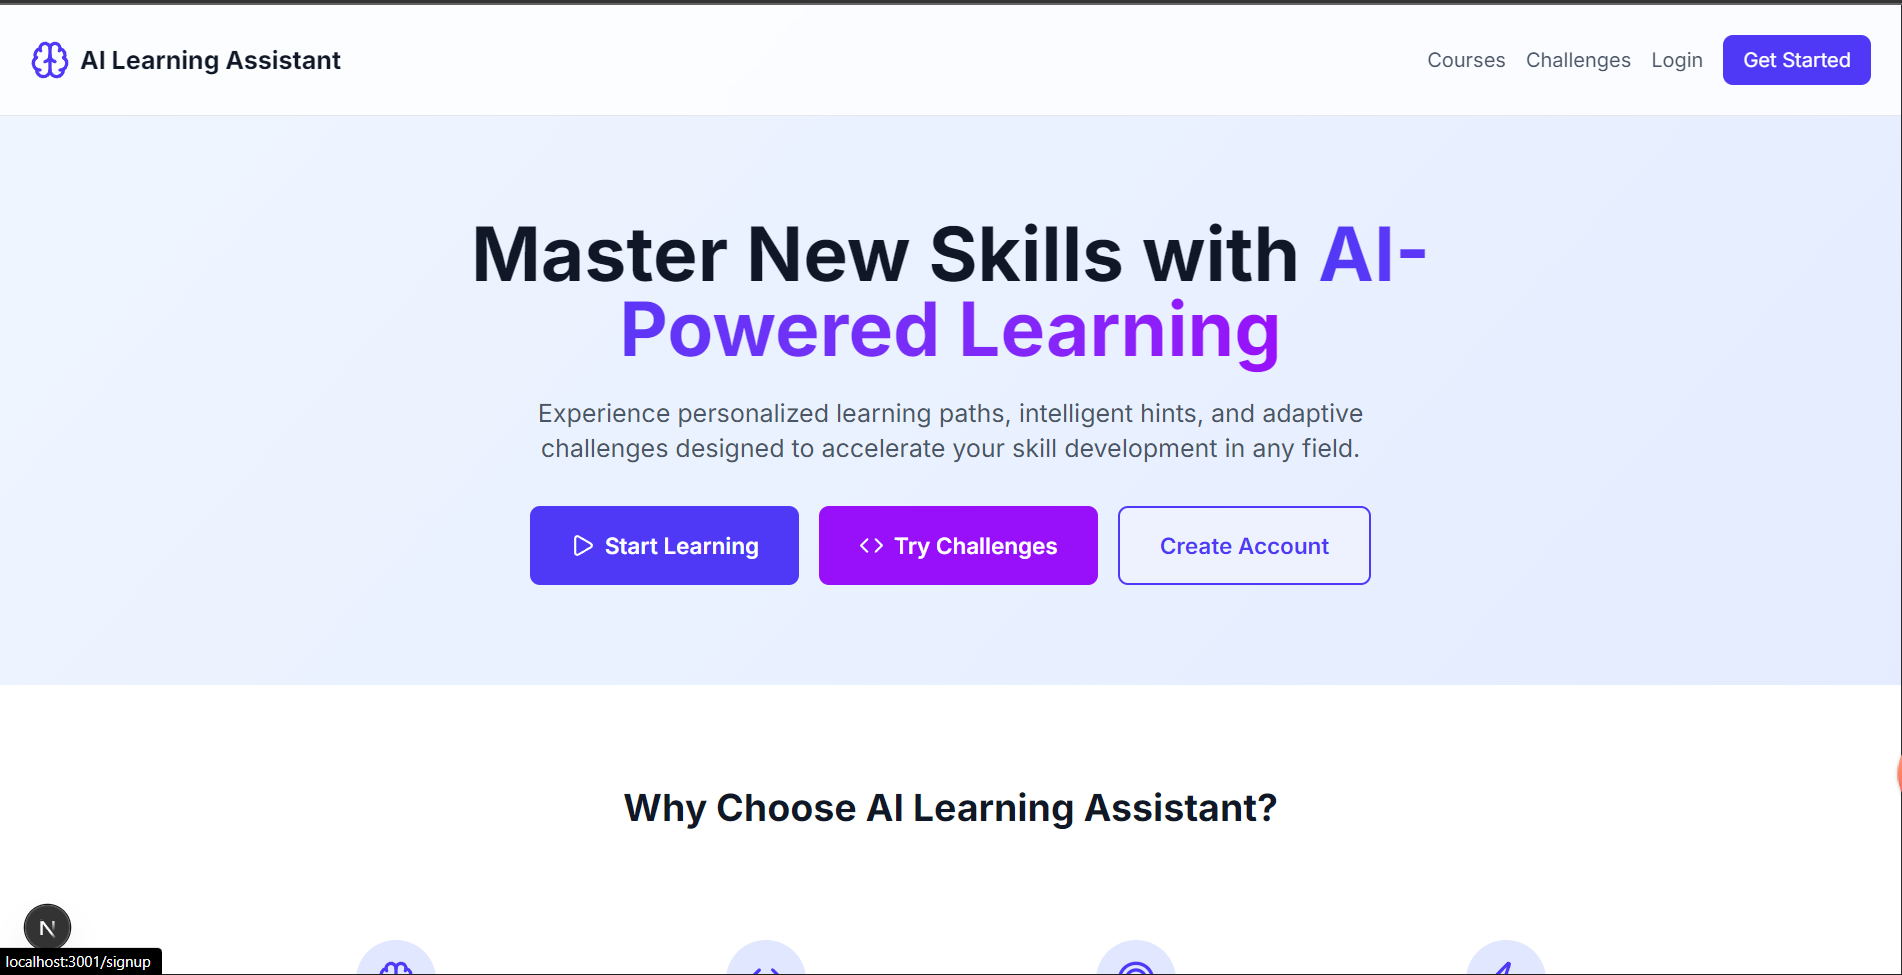 AI Learning Assistant
Courses Challenges Login Get Started
Master New Skills with AI-
Powered Learning
Experience personalized learning paths, intelligent hints, and adaptive
challenges designed to accelerate your skill development in any field.
Start Learning Try Challenges Create Account
Why Choose AI Learning Assistant?
N
localhost:3001/signup